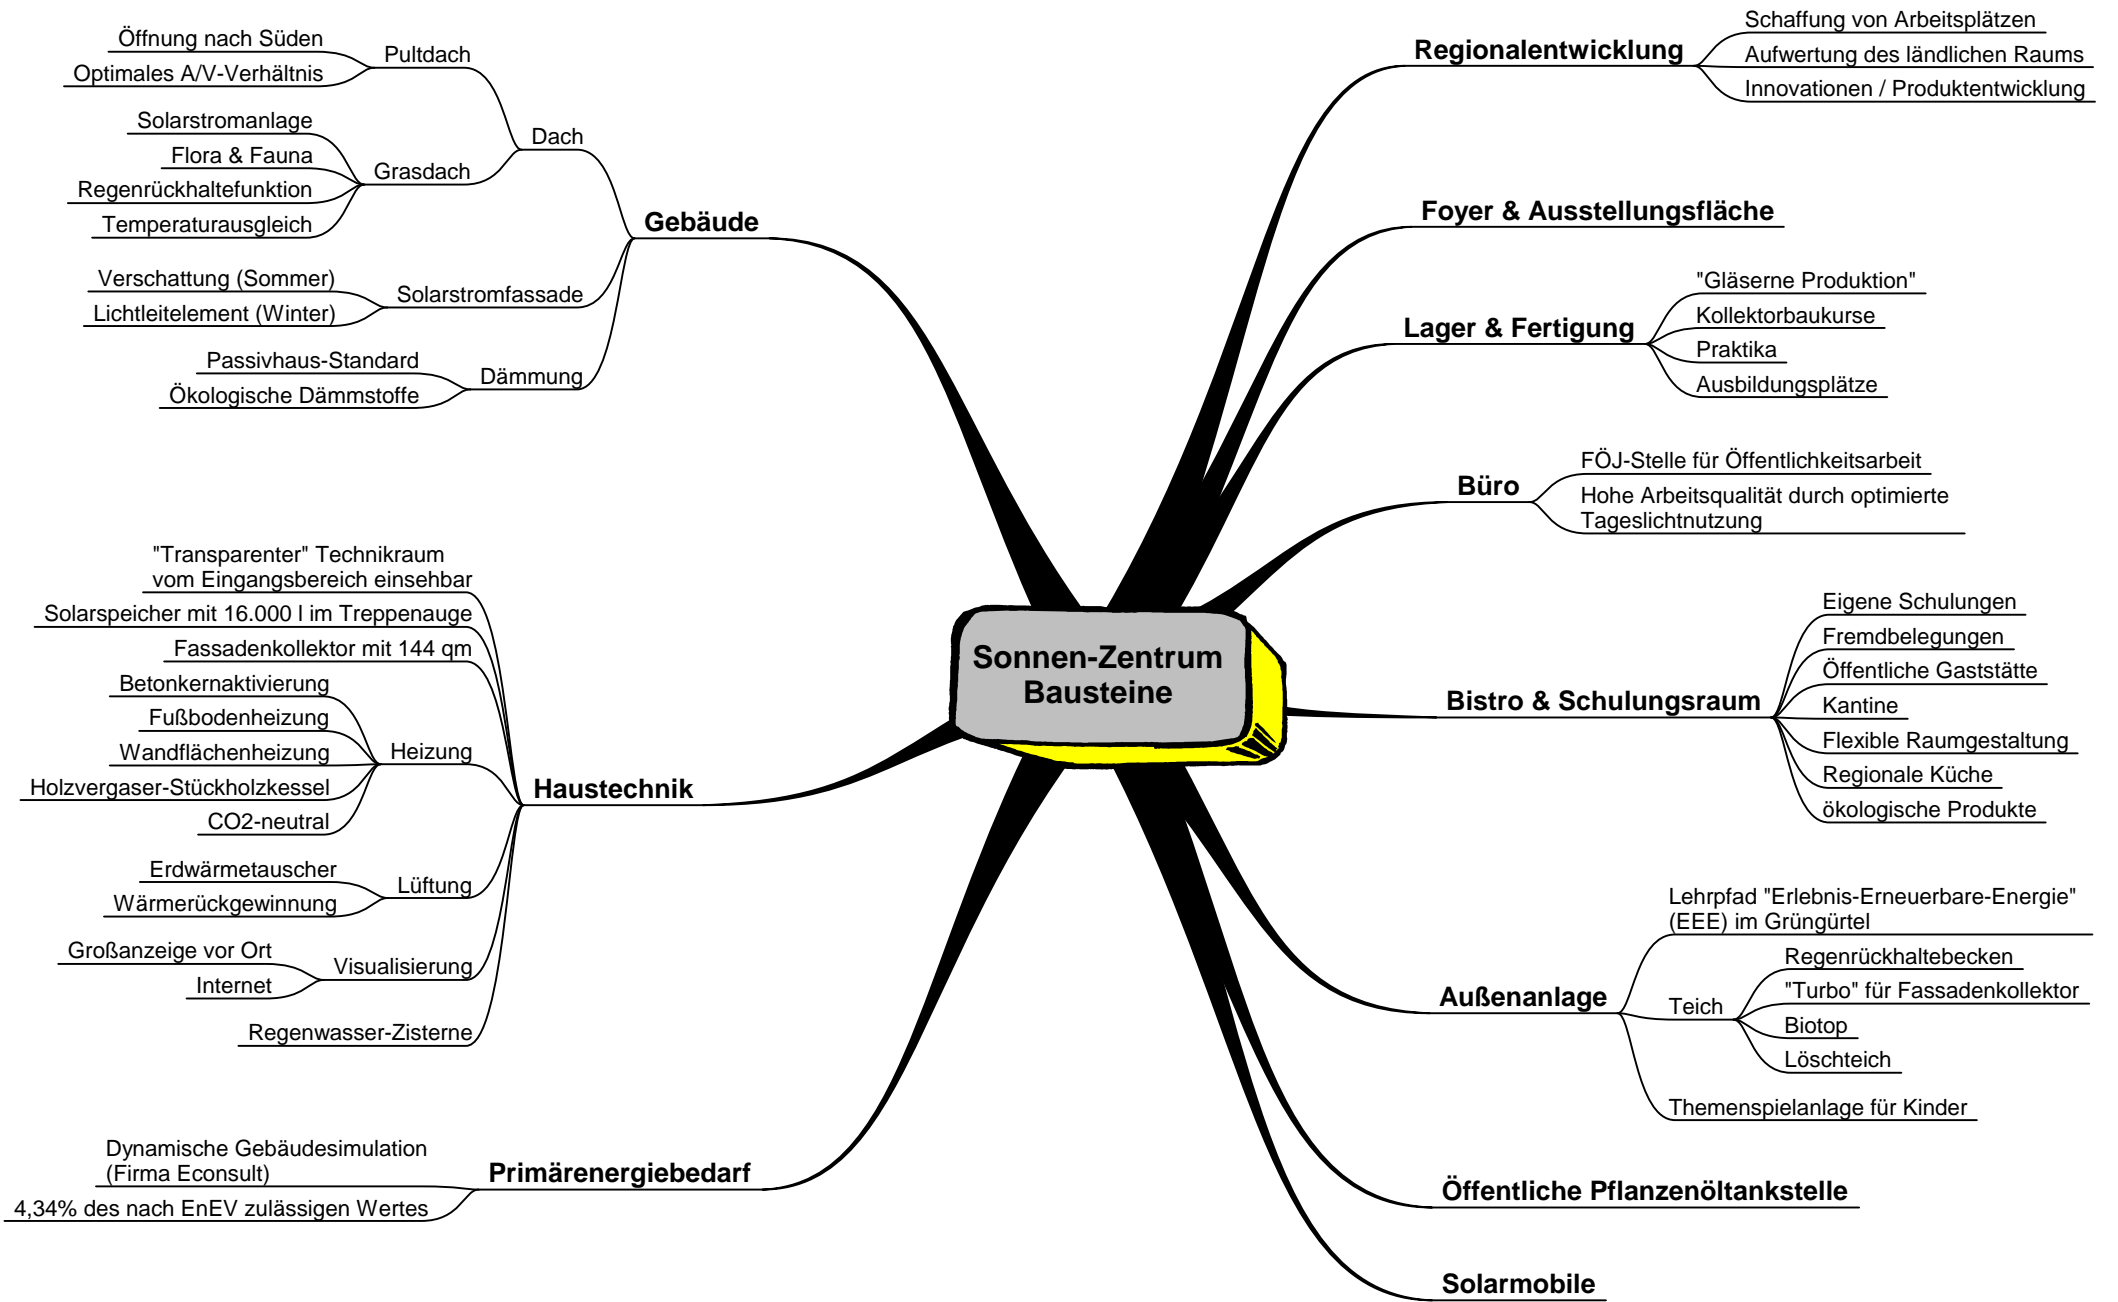 Sonnen-Zentrum
Bausteine
Gebäude
Dach
Pultdach
Öffnung nach Süden
Optimales A/V-Verhältnis
Grasdach
Solarstromanlage
Flora & Fauna
Regenrückhaltefunktion
Temperaturausgleich
Solarstromfassade
Verschattung (Sommer)
Lichtleitelement (Winter)
Dämmung
Passivhaus-Standard
Ökologische Dämmstoffe
Haustechnik
"Transparenter" Technikraum
vom Eingangsbereich einsehbar
Solarspeicher mit 16.000 l im Treppenauge
Fassadenkollektor mit 144 qm
Heizung
Betonkernaktivierung
Fußbodenheizung
Wandflächenheizung
Holzvergaser-Stückholzkessel
CO2-neutral
Lüftung
Erdwärmetauscher
Wärmerückgewinnung
Visualisierung
Großanzeige vor Ort
Internet
Regenwasser-Zisterne
Primärenergiebedarf
Dynamische Gebäudesimulation
(Firma Econsult)
4,34% des nach EnEV zulässigen Wertes
Regionalentwicklung
Schaffung von Arbeitsplätzen
Aufwertung des ländlichen Raums
Innovationen / Produktentwicklung
Foyer & Ausstellungsfläche
Lager & Fertigung
"Gläserne Produktion"
Kollektorbaukurse
Praktika
Ausbildungsplätze
Büro
FÖJ-Stelle für Öffentlichkeitsarbeit
Hohe Arbeitsqualität durch optimierte
Tageslichtnutzung
Bistro & Schulungsraum
Eigene Schulungen
Fremdbelegungen
Öffentliche Gaststätte
Kantine
Flexible Raumgestaltung
Regionale Küche
ökologische Produkte
Außenanlage
Lehrpfad "Erlebnis-Erneuerbare-Energie"
(EEE) im Grüngürtel
Teich
Regenrückhaltebecken
"Turbo" für Fassadenkollektor
Biotop
Löschteich
Themenspielanlage für Kinder
Öffentliche Pflanzenöltankstelle
Solarmobile